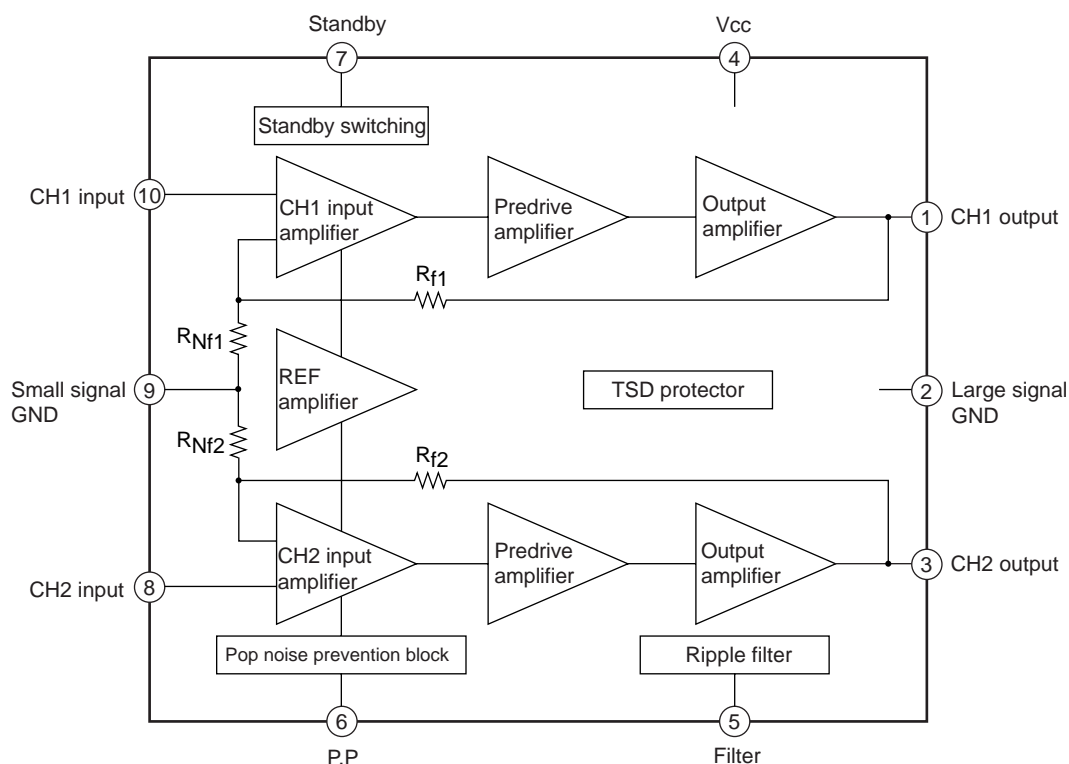 Standby
Vcc
7
4
Standby switching
CH1 input
10
CH1 input
amplifier
Predrive
amplifier
Output
amplifier
1
CH1 output
Rf1
RNf1
Small signal
GND
9
REF
amplifier
TSD protector
2
Large signal
GND
RNf2
Rf2
CH2 input
amplifier
Predrive
amplifier
Output
amplifier
3
CH2 output
CH2 input
8
Pop noise prevention block
Ripple filter
6
5
P.P
Filter